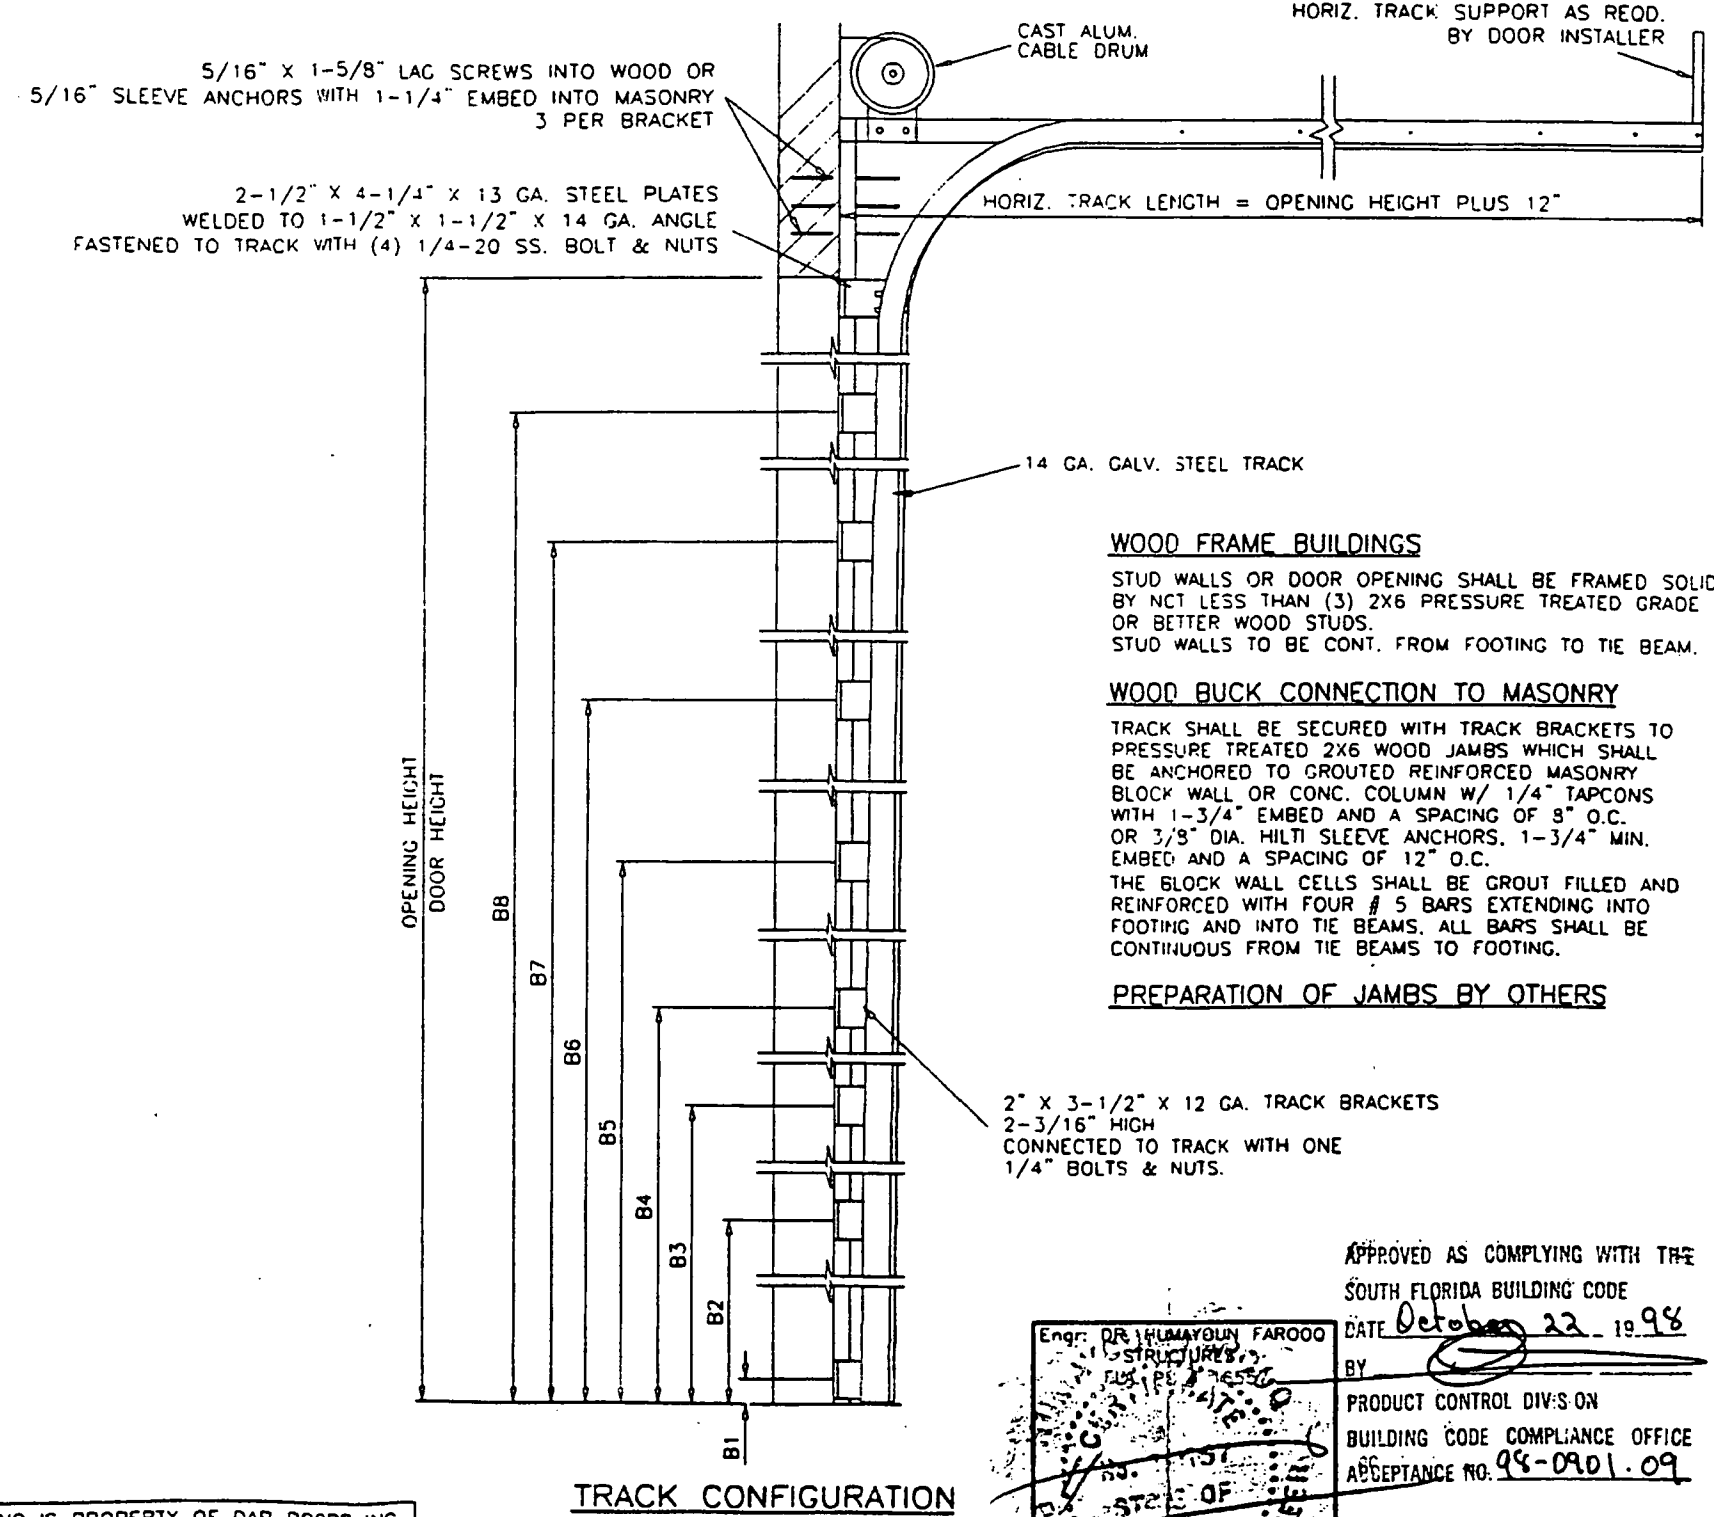 HORIZ. TRACK SUPPORT AS REQD.
BY DOOR INSTALLER
CAST ALUM.
CABLE DRUM
5/16" X 1-5/8" LAG SCREWS INTO WOOD OR
5/16" SLEEVE ANCHORS WITH 1-1/4" EMBED INTO MASONRY
3 PER BRACKET
2-1/2" X 4-1/4" X 13 GA. STEEL PLATES
WELDED TO 1-1/2" X 1-1/2" X 14 GA. ANGLE
FASTENED TO TRACK WITH (4) 1/4-20 SS. BOLT & NUTS
HORIZ. TRACK LENGTH = OPENING HEIGHT PLUS 12"
14 GA. GALV. STEEL TRACK
WOOD FRAME BUILDINGS
STUD WALLS OR DOOR OPENING SHALL BE FRAMED SOLID
BY NOT LESS THAN (3) 2X6 PRESSURE TREATED GRADE
OR BETTER WOOD STUDS.
STUD WALLS TO BE CONT. FROM FOOTING TO TIE BEAM.
WOOD BUCK CONNECTION TO MASONRY
TRACK SHALL BE SECURED WITH TRACK BRACKETS TO
PRESSURE TREATED 2X6 WOOD JAMBS WHICH SHALL
BE ANCHORED TO GROUTED REINFORCED MASONRY
BLOCK WALL OR CONC. COLUMN W/ 1/4" TAPCONS
WITH 1-3/4" EMBED AND A SPACING OF 8" O.C.
OR 3/8" DIA. HILTI SLEEVE ANCHORS. 1-3/4" MIN.
EMBED AND A SPACING OF 12" O.C.
THE BLOCK WALL CELLS SHALL BE GROUT FILLED AND
REINFORCED WITH FOUR # 5 BARS EXTENDING INTO
FOOTING AND INTO TIE BEAMS. ALL BARS SHALL BE
CONTINUOUS FROM TIE BEAMS TO FOOTING.
PREPARATION OF JAMBS BY OTHERS
OPENING HEIGHT
DOOR HEIGHT
B8
B7
B6
B5
B4
B3
B2
B1
2" X 3-1/2" X 12 GA. TRACK BRACKETS
2-3/16" HIGH
CONNECTED TO TRACK WITH ONE
1/4" BOLTS & NUTS.
APPROVED AS COMPLYING WITH THE
SOUTH FLORIDA BUILDING CODE
DATE October 22 1998
BY
PRODUCT CONTROL DIVISION
BUILDING CODE COMPLIANCE OFFICE
ACCEPTANCE NO. 98-0901.09
Engr: DR. HUMAYOUN FAROOQ
STRUCTURES
STATE OF
TRACK CONFIGURATION
IS PROPERTY OF DAB DOORS INC.